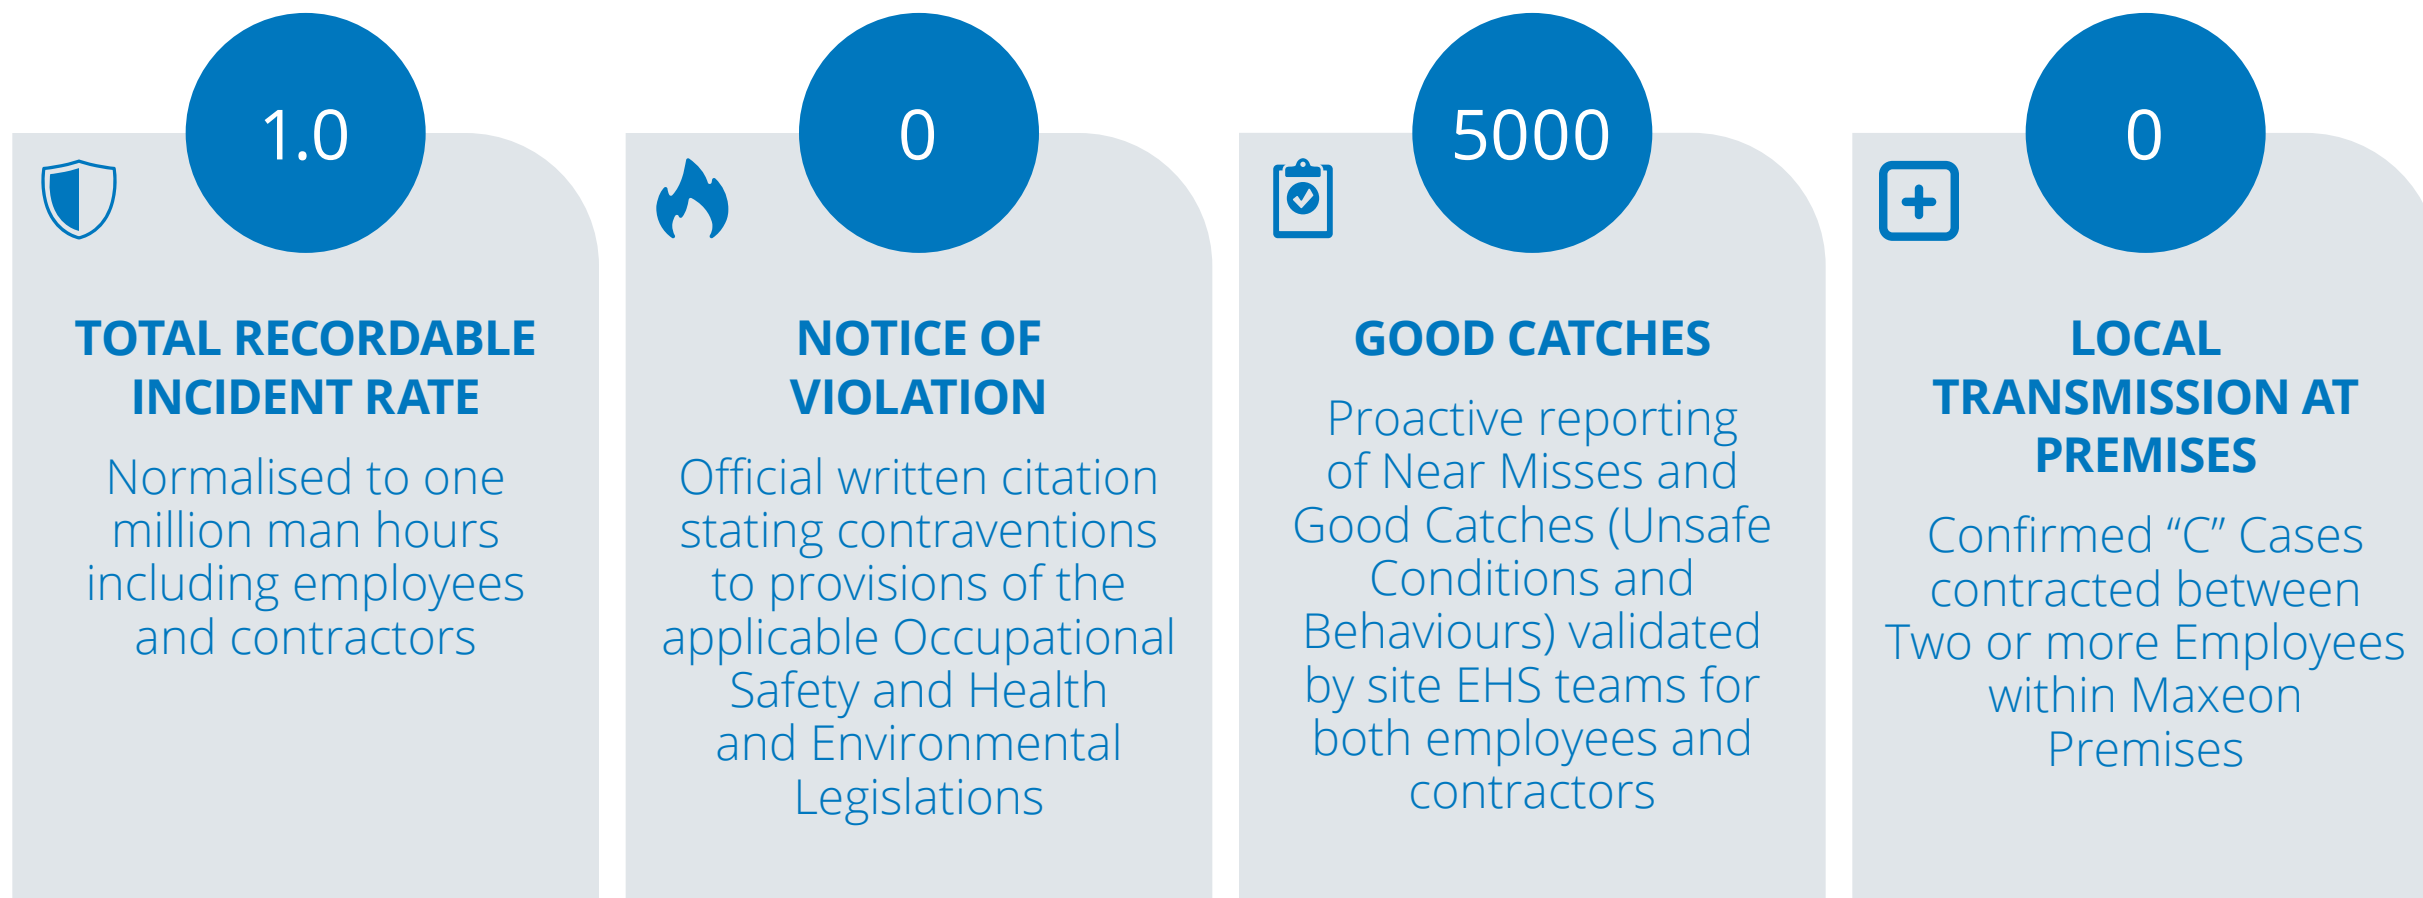 1.0
TOTAL RECORDABLE
INCIDENT RATE
Normalised to one
million man hours
including employees
and contractors
0
NOTICE OF
VIOLATION
Official written citation
stating contraventions
to provisions of the
applicable Occupational
Safety and Health
and Environmental
Legislations
5000
GOOD CATCHES
Proactive reporting
of Near Misses and
Good Catches (Unsafe
Conditions and
Behaviours) validated
by site EHS teams for
both employees and
contractors
0
LOCAL
TRANSMISSION AT
PREMISES
Confirmed “C” Cases
contracted between
Two or more Employees
within Maxeon
Premises